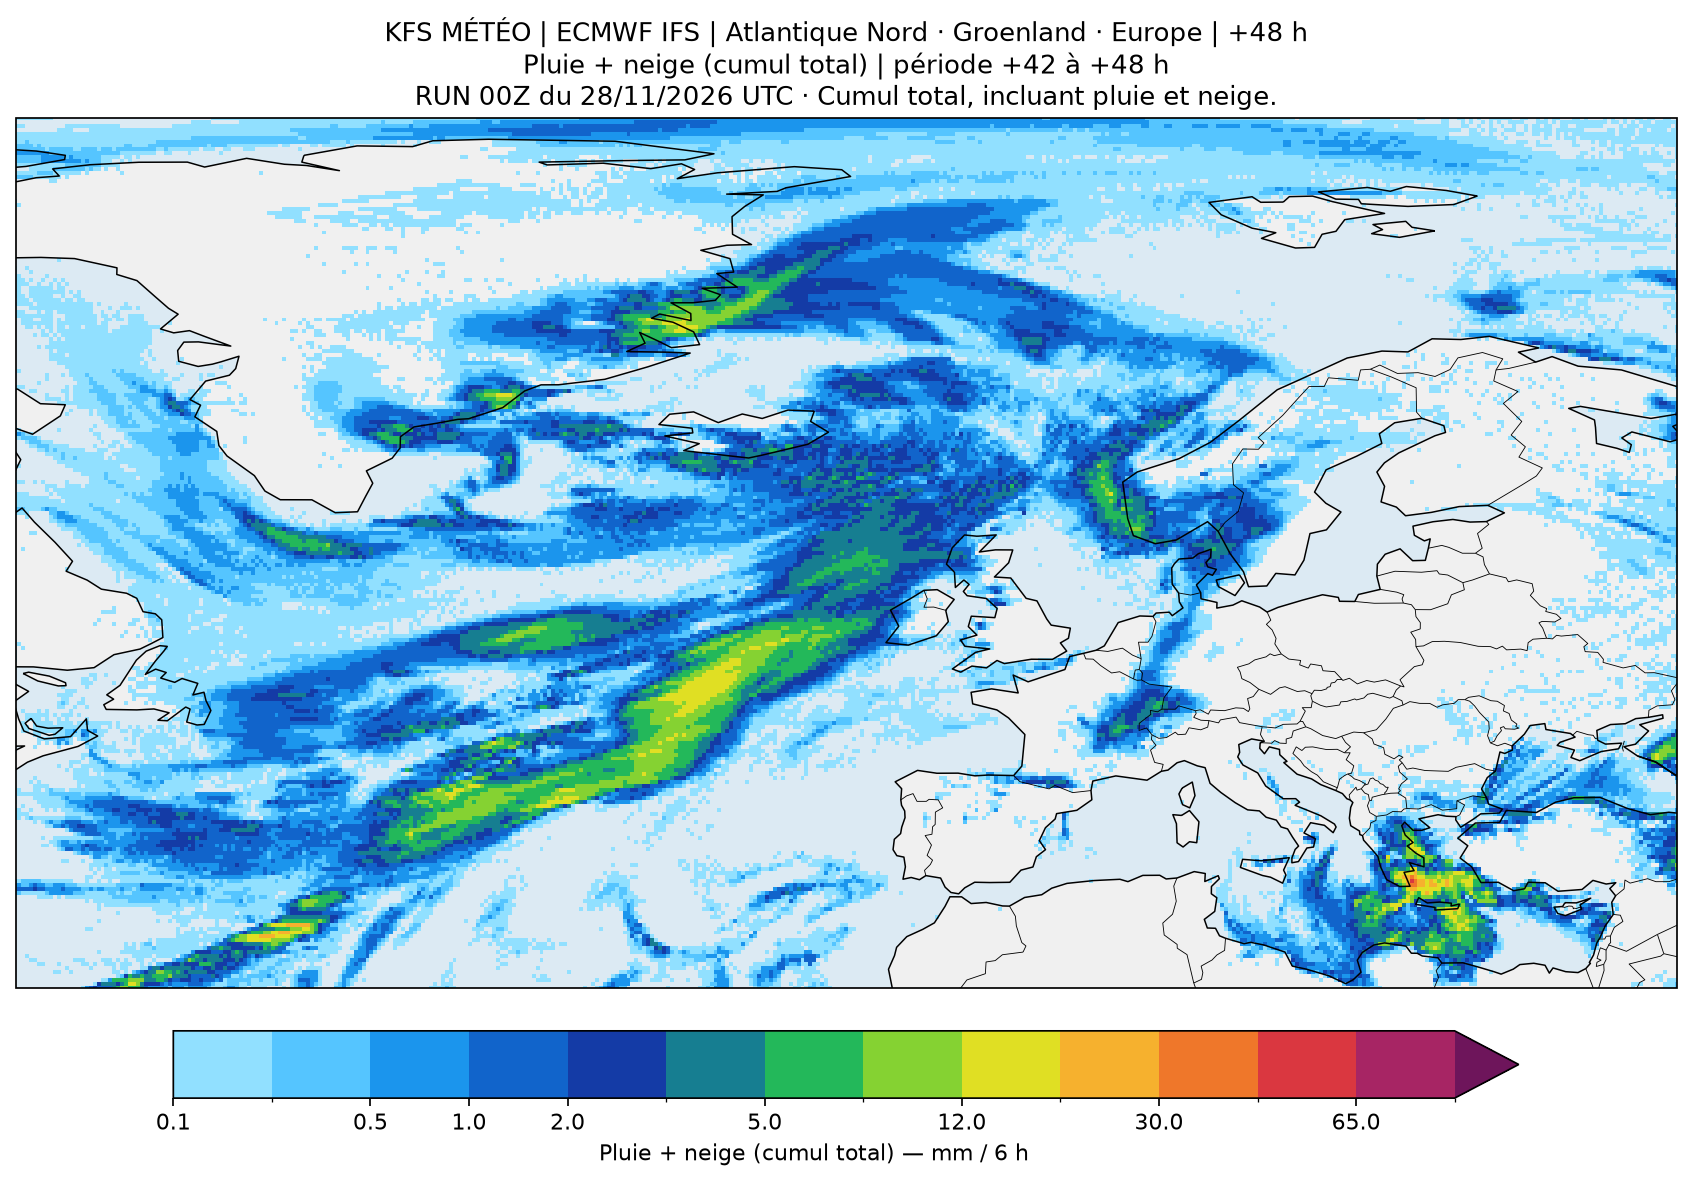 KFS MÉTÉO | ECMWF IFS | Atlantique Nord · Groenland · Europe | +48 h
Pluie + neige (cumul total) | période +42 à +48 h
RUN 00Z du 28/11/2026 UTC · Cumul total, incluant pluie et neige.
0.1 0.5 1.0 2.0 5.0 12.0 30.0 65.0
Pluie + neige (cumul total) — mm / 6 h